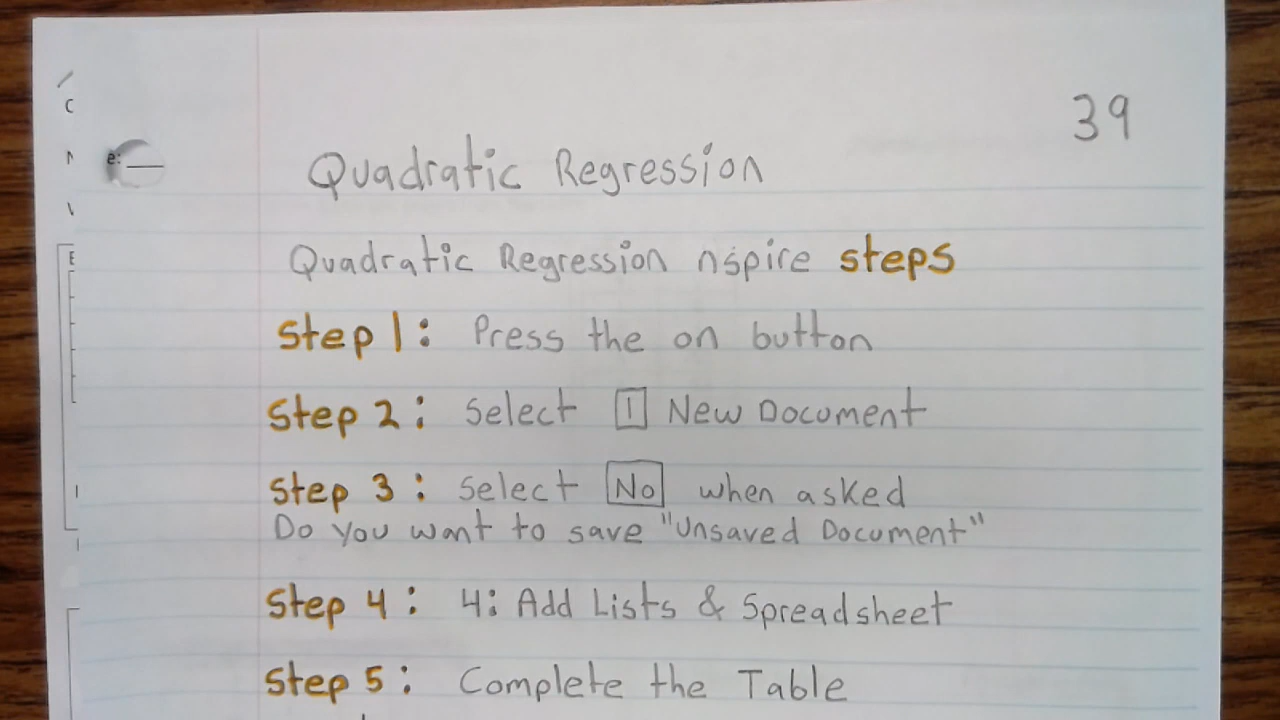 39
Quadratic Regression
Quadratic Regression nspire steps
Step 1: Press the on button
Step 2: Select 1 New Document
Step 3: Select No when asked
Do you want to save "Unsaved Document"
Step 4: 4: Add Lists & Spreadsheet
Step 5: Complete the Table